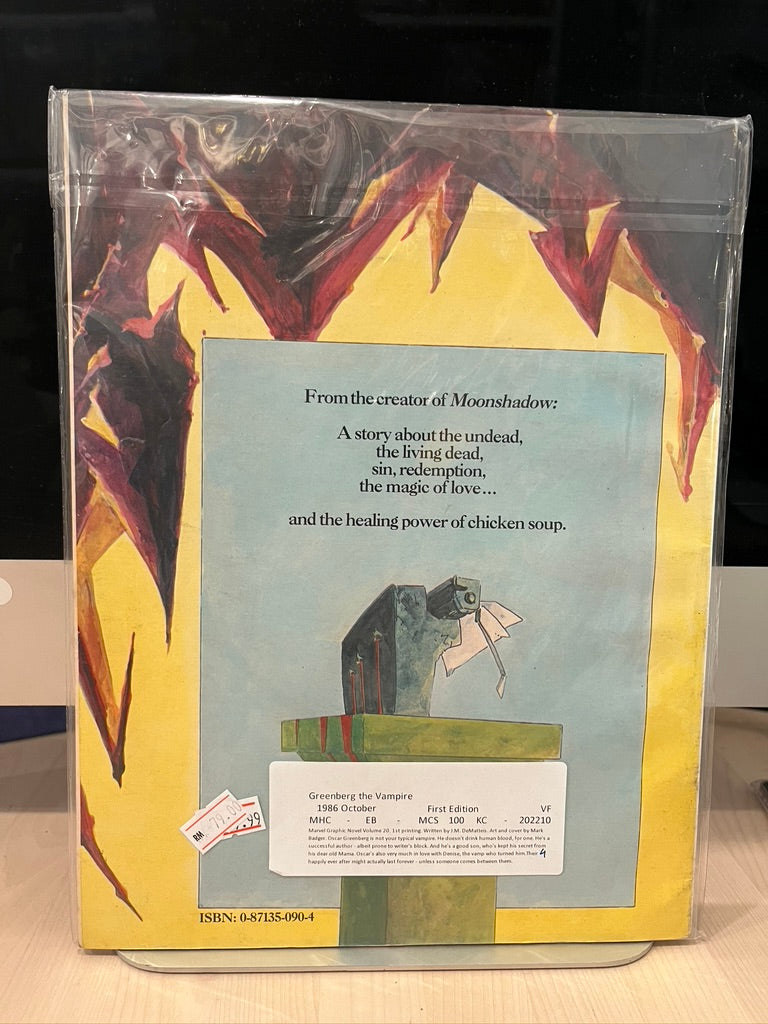 From the creator of Moonshadow:
A story about the undead,
the living dead,
sin, redemption,
the magic of love...
and the healing power of chicken soup.
Greenberg the Vampire
1986 October First Edition VF
MHC - EB - MCS 100 KC - 202210
Marvel Graphic Novel Volume 20. 1st printing. Written by J.M. DeMatteis. Art and cover by Mark
Badger. Oscar Greenberg is not your typical vampire. He doesn't drink human blood, for one. He's a
successful author - albeit prone to writer's block. And he's a good son, who's kept his secret from
his dear old Mama. Oscar's also very much in love with Denise, the vamp who turned him. Their
happily ever after might actually last forever - unless someone comes between them.
RM 79.00
.99
ISBN: 0-87135-090-4